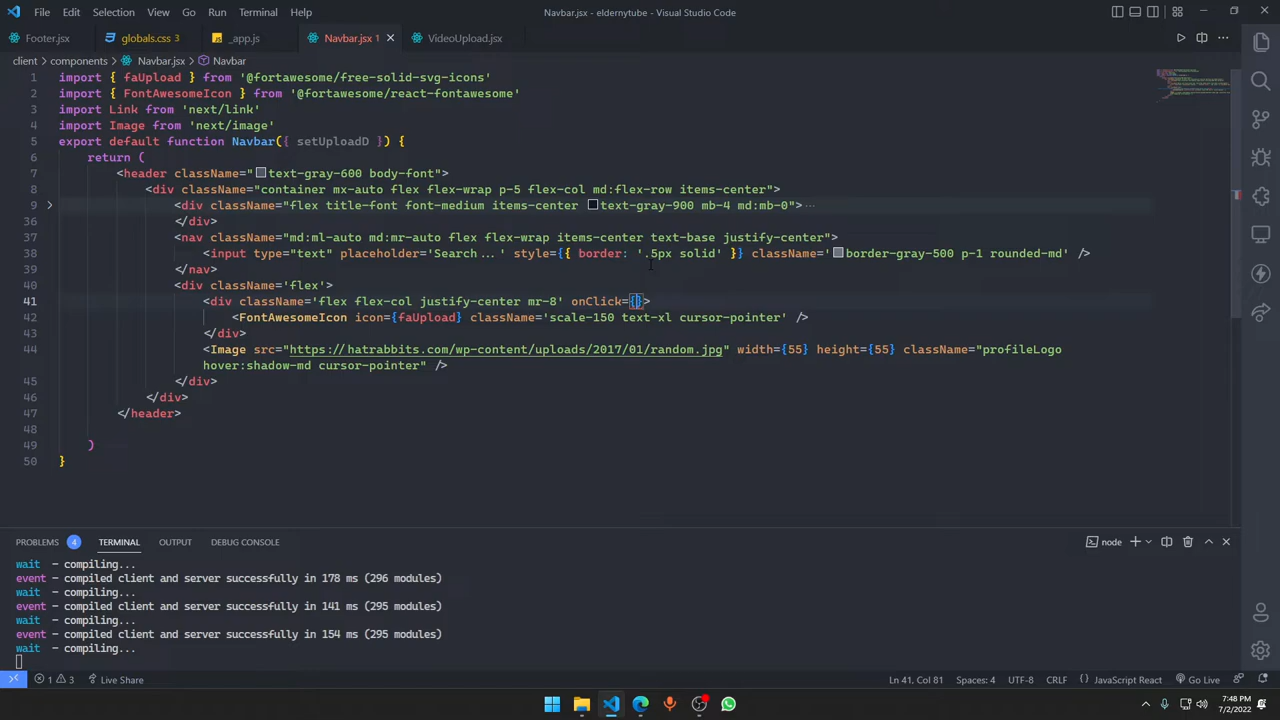 File Edit Selection View Go Run Terminal Help Navbar.jsx - eldernytube - Visual Studio Code
Footer.jsx globals.css 3 _app.js Navbar.jsx 1 VideoUpload.jsx
client > components > Navbar.jsx > Navbar
1 import { faUpload } from '@fortawesome/free-solid-svg-icons'
2 import { FontAwesomeIcon } from '@fortawesome/react-fontawesome'
3 import Link from 'next/link'
4 import Image from 'next/image'
5 export default function Navbar({ setUploadD }) {
6 return (
7 <header className="text-gray-600 body-font">
8 <div className="container mx-auto flex flex-wrap p-5 flex-col md:flex-row items-center">
9 <div className="flex title-font font-medium items-center text-gray-900 mb-4 md:mb-0"> ...
36 </div>
37 <nav className="md:ml-auto md:mr-auto flex flex-wrap items-center text-base justify-center">
38 <input type="text" placeholder='Search...' style={{ border: '.5px solid' }} className='border-gray-500 p-1 rounded-md' />
39 </nav>
40 <div className='flex'>
41 <div className='flex flex-col justify-center mr-8' onClick={}>
42 <FontAwesomeIcon icon={faUpload} className='scale-150 text-xl cursor-pointer' />
43 </div>
44 <Image src="https://hatrabbits.com/wp-content/uploads/2017/01/random.jpg" width={55} height={55} className="profileLogo
hover:shadow-md cursor-pointer" />
45 </div>
46 </div>
47 </header>
48
49 )
50 }
PROBLEMS 4 TERMINAL OUTPUT DEBUG CONSOLE node
wait - compiling...
event - compiled client and server successfully in 178 ms (296 modules)
wait - compiling...
event - compiled client and server successfully in 141 ms (295 modules)
wait - compiling...
event - compiled client and server successfully in 154 ms (295 modules)
wait - compiling...
1 3 Live Share Ln 41, Col 81 Spaces: 4 UTF-8 CRLF JavaScript React Go Live
7:48 PM
7/2/2022